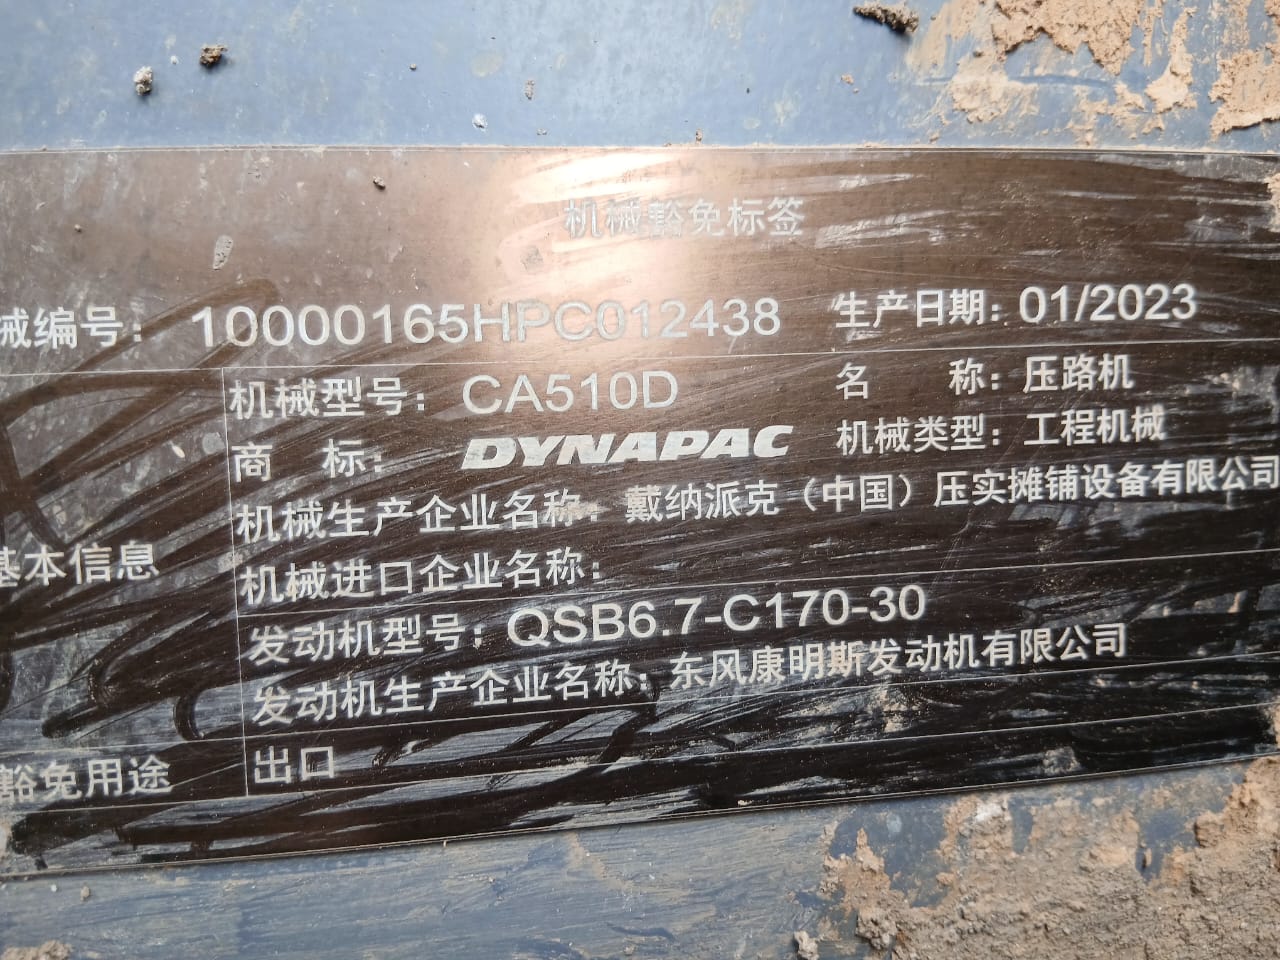 机械豁免标签
械编号：10000165HPC012438 生产日期：01/2023
机械型号：CA510D 名 称：压路机
商 标：DYNAPAC 机械类型：工程机械
机械生产企业名称：戴纳派克（中国）压实摊铺设备有限公司
基本信息
机械进口企业名称：
发动机型号：QSB6.7-C170-30
发动机生产企业名称：东风康明斯发动机有限公司
豁免用途 出口